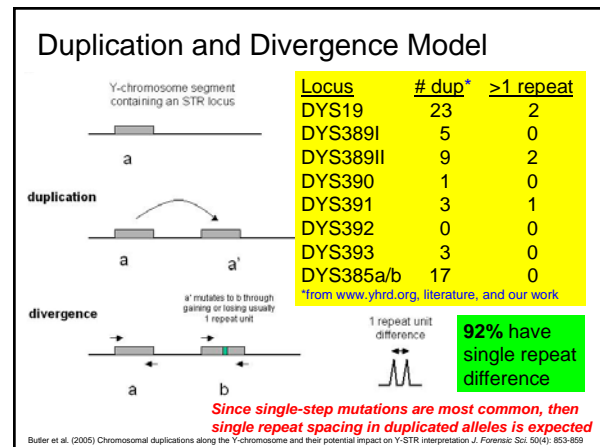 Duplication and Divergence Model
Y-chromosome segment
containing an STR locus
a
duplication
a a'
a' mutates to b through
gaining or losing usually
1 repeat unit
divergence
a b
Locus # dup* >1 repeat
DYS19 23 2
DYS389I 5 0
DYS389II 9 2
DYS390 1 0
DYS391 3 1
DYS392 0 0
DYS393 3 0
DYS385a/b 17 0
*from www.yhrd.org, literature, and our work
1 repeat unit
difference
92% have
single repeat
difference
Since single-step mutations are most common, then
single repeat spacing in duplicated alleles is expected
Butler et al. (2005) Chromosomal duplications along the Y-chromosome and their potential impact on Y-STR interpretation J. Forensic Sci. 50(4): 853-859